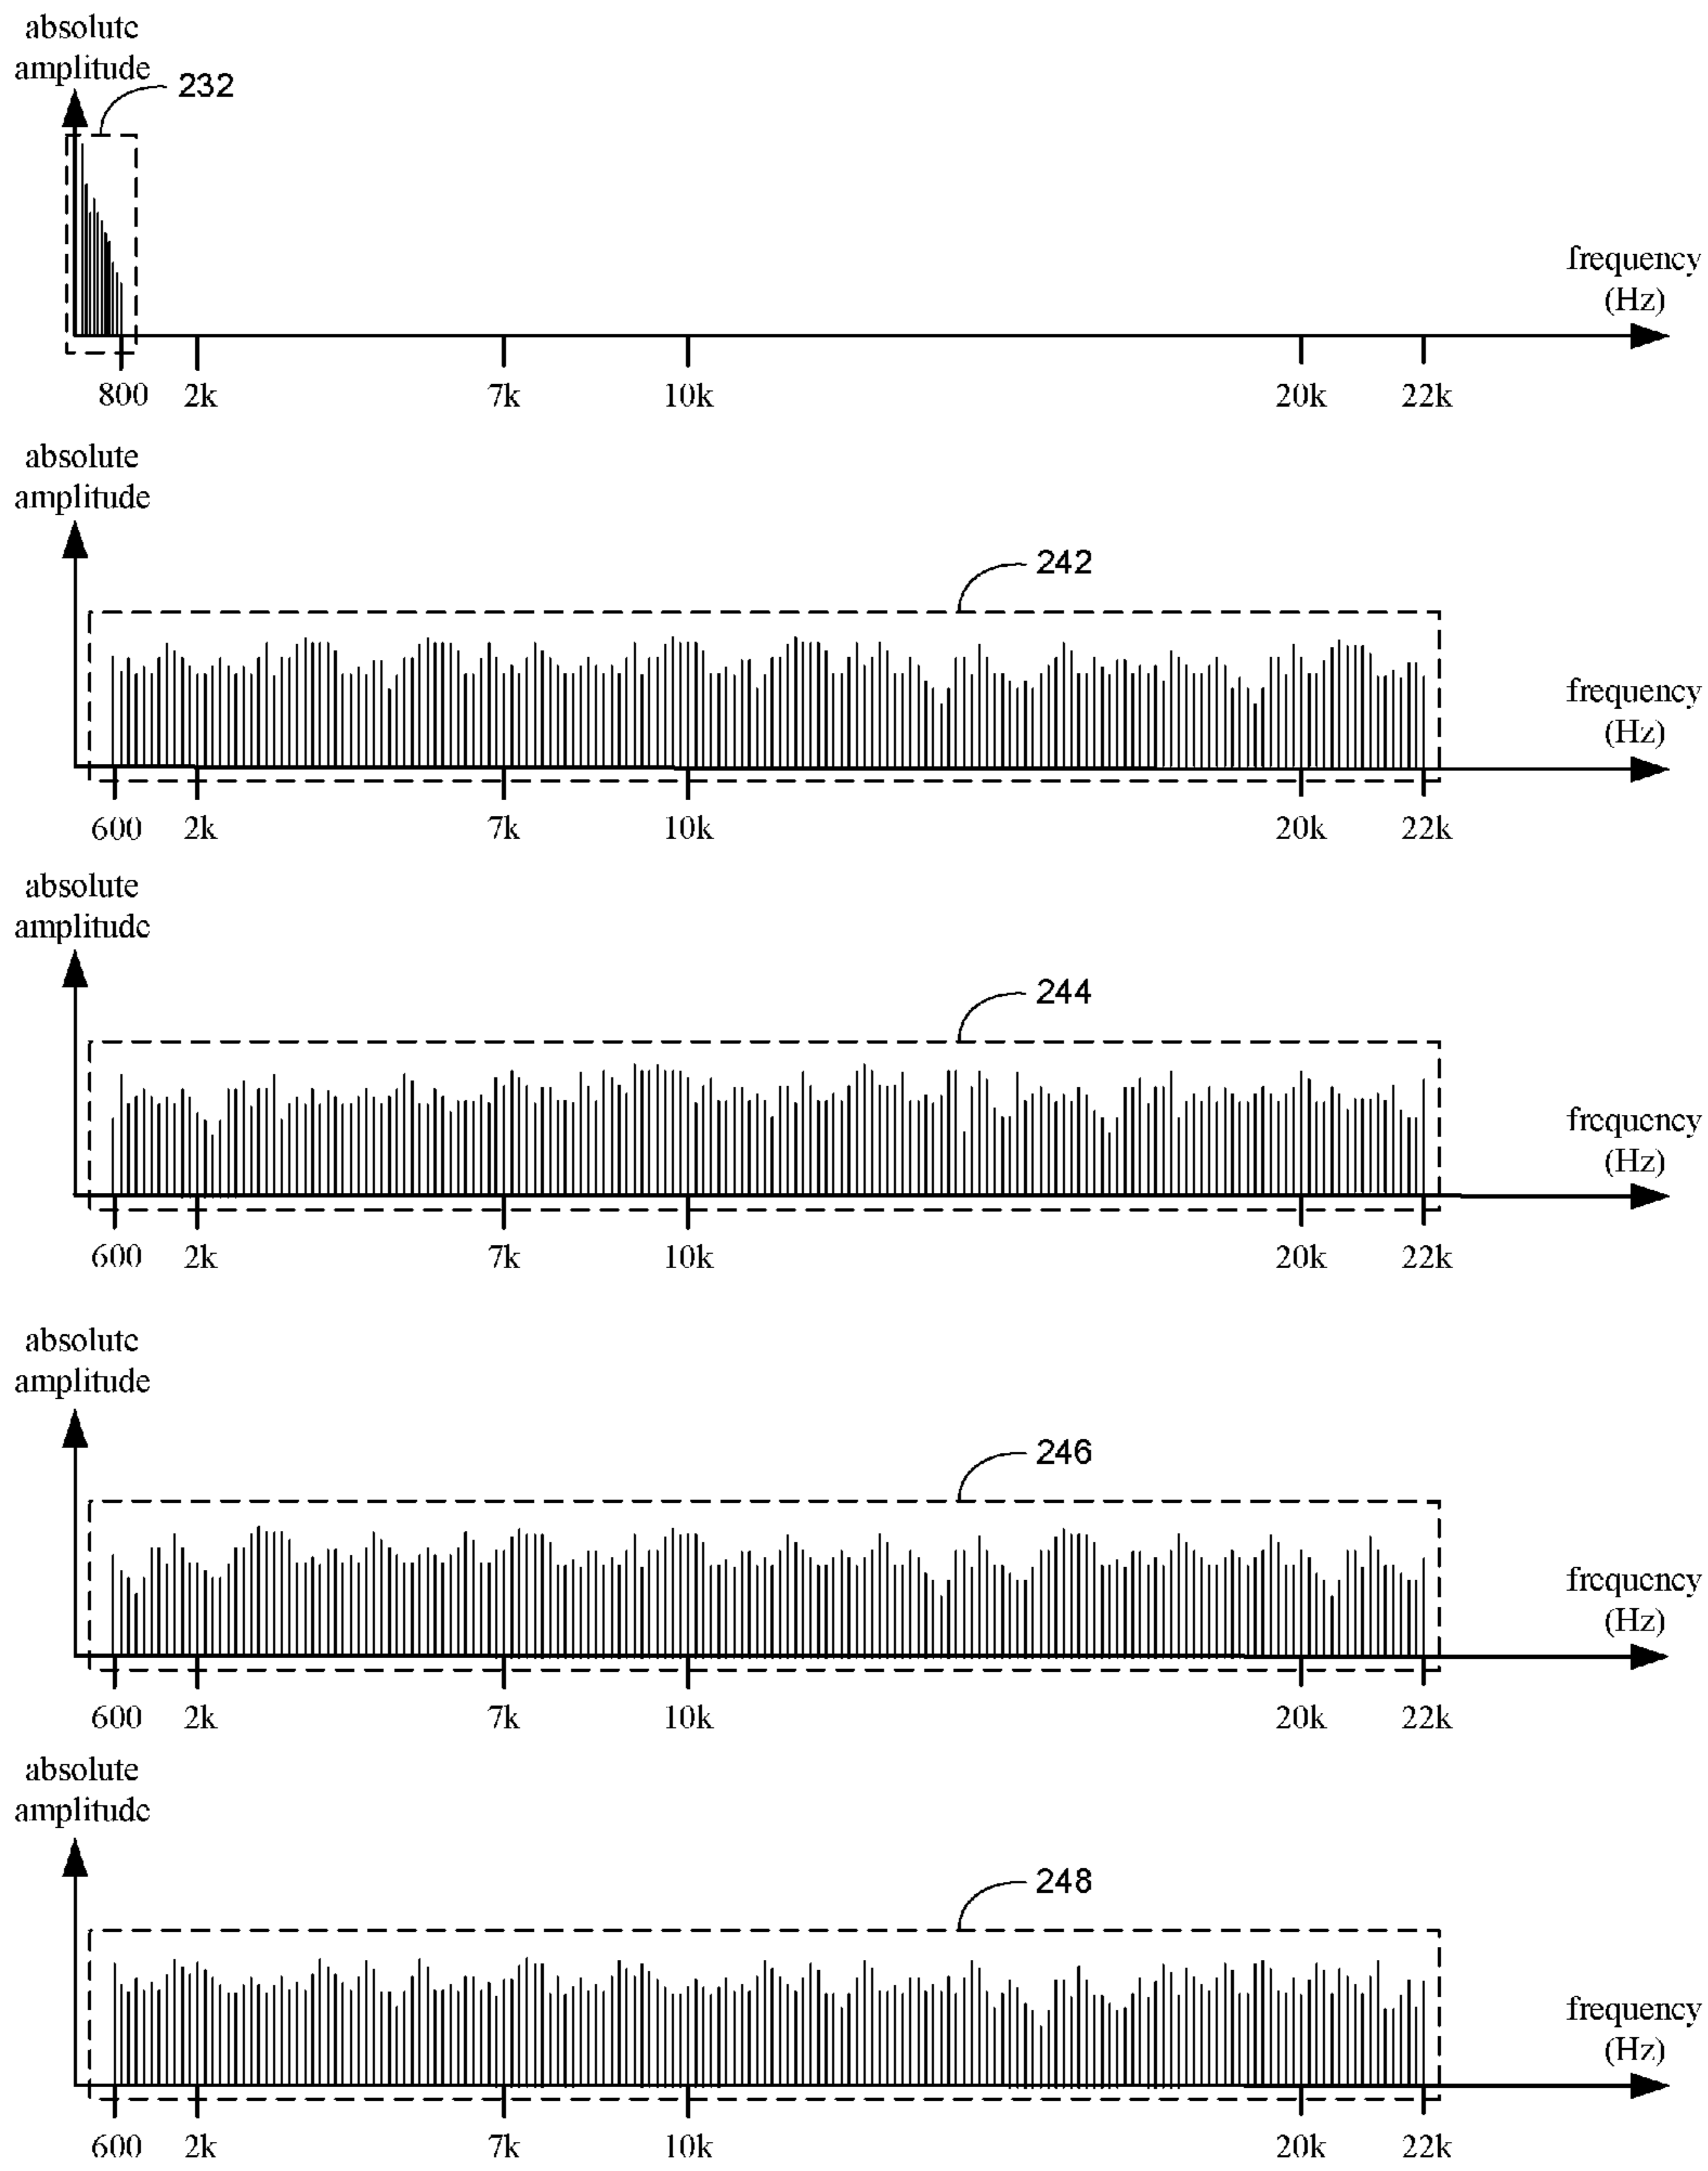 absolute
amplitude
232
frequency
(Hz)
800 2k 7k 10k 20k 22k
absolute
amplitude
242
frequency
(Hz)
600 2k 7k 10k 20k 22k
absolute
amplitude
244
frequency
(Hz)
600 2k 7k 10k 20k 22k
absolute
amplitude
246
frequency
(Hz)
600 2k 7k 10k 20k 22k
absolute
amplitude
248
frequency
(Hz)
600 2k 7k 10k 20k 22k